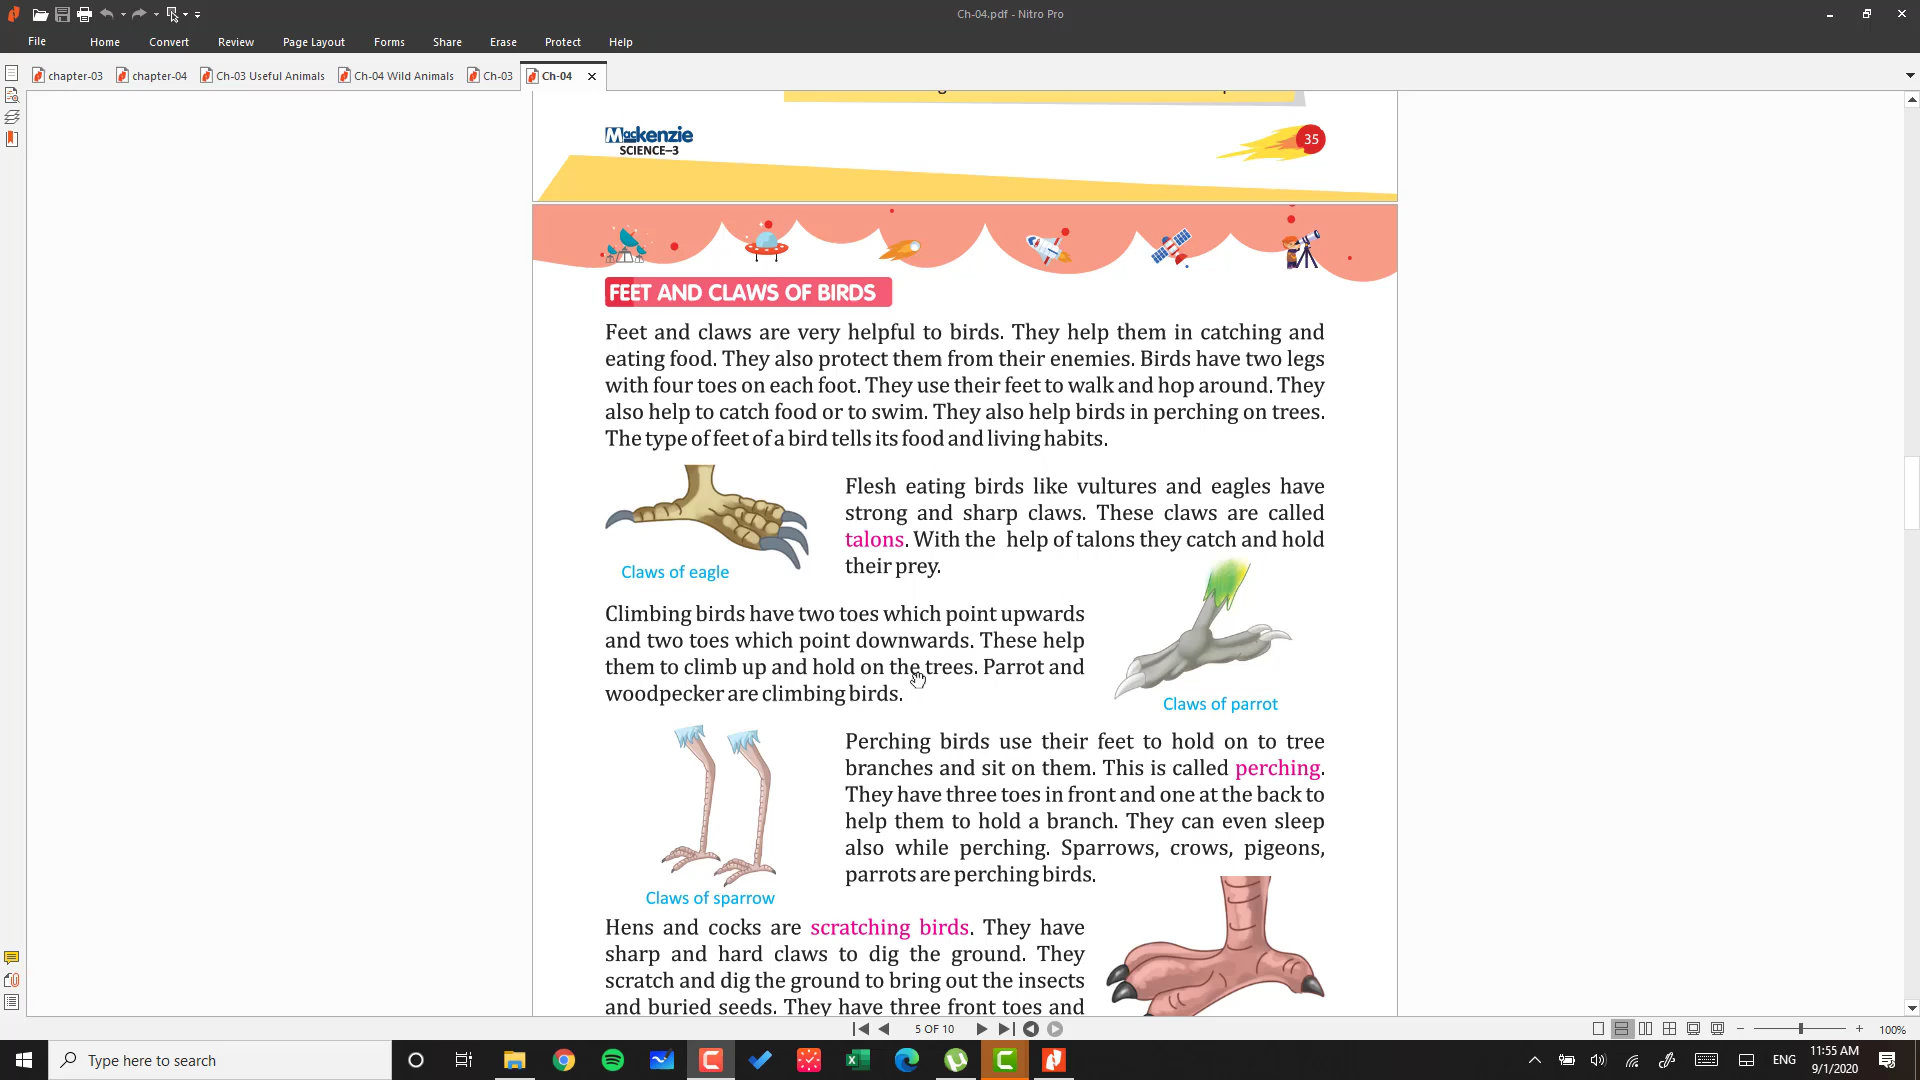 Ch-04.pdf - Nitro Pro
File Home Convert Review Page Layout Forms Share Erase Protect Help
chapter-03 chapter-04 Ch-03 Useful Animals Ch-04 Wild Animals Ch-03 Ch-04
Mackenzie
SCIENCE–3
35
FEET AND CLAWS OF BIRDS
Feet and claws are very helpful to birds. They help them in catching and
eating food. They also protect them from their enemies. Birds have two legs
with four toes on each foot. They use their feet to walk and hop around. They
also help to catch food or to swim. They also help birds in perching on trees.
The type of feet of a bird tells its food and living habits.
Flesh eating birds like vultures and eagles have
strong and sharp claws. These claws are called
talons. With the help of talons they catch and hold
their prey.
Claws of eagle
Climbing birds have two toes which point upwards
and two toes which point downwards. These help
them to climb up and hold on the trees. Parrot and
woodpecker are climbing birds.
Claws of parrot
Perching birds use their feet to hold on to tree
branches and sit on them. This is called perching.
They have three toes in front and one at the back to
help them to hold a branch. They can even sleep
also while perching. Sparrows, crows, pigeons,
parrots are perching birds.
Claws of sparrow
Hens and cocks are scratching birds. They have
sharp and hard claws to dig the ground. They
scratch and dig the ground to bring out the insects
and buried seeds. They have three front toes and
5 OF 10
100%
Type here to search
ENG
11:55 AM
9/1/2020